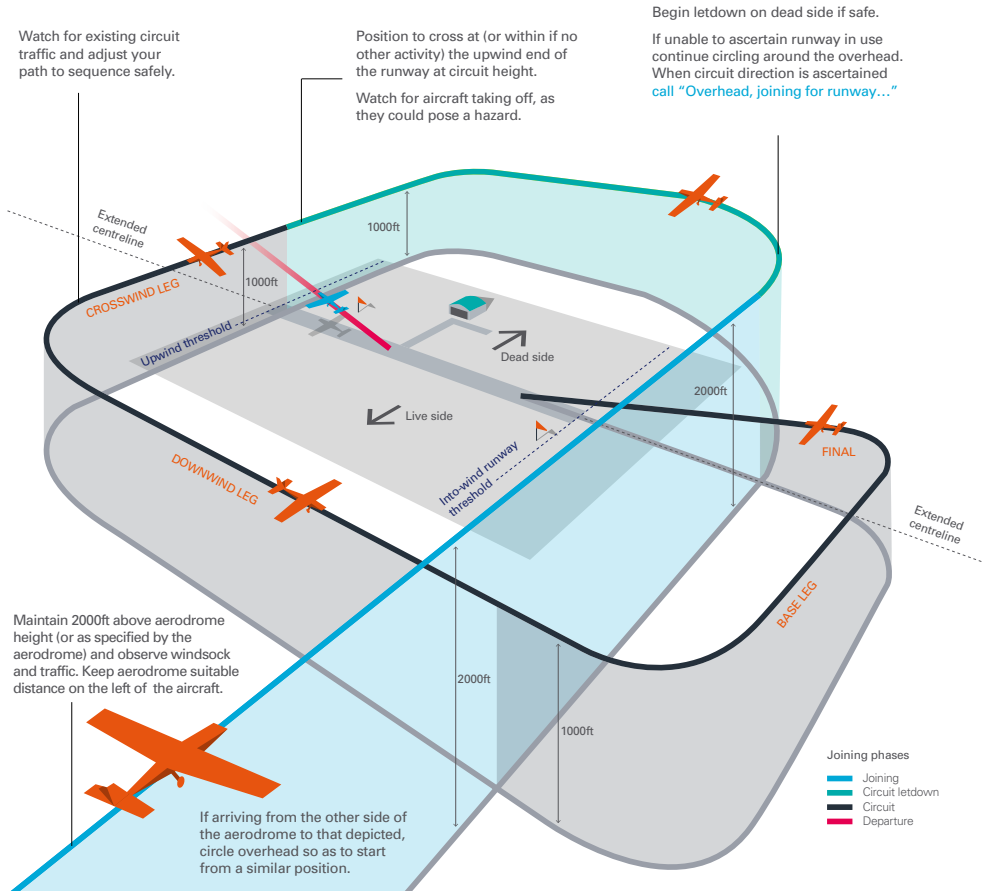 Watch for existing circuit
traffic and adjust your
path to sequence safely.
Position to cross at (or within if no
other activity) the upwind end of
the runway at circuit height.
Watch for aircraft taking off, as
they could pose a hazard.
Begin letdown on dead side if safe.
If unable to ascertain runway in use
continue circling around the overhead.
When circuit direction is ascertained
call “Overhead, joining for runway…”
Extended
centreline
1000ft
1000ft
CROSSWIND LEG
Upwind threshold
Dead side
Live side
2000ft
DOWNWIND LEG
Into-wind runway
threshold
FINAL
Extended
centreline
BASE LEG
Maintain 2000ft above aerodrome
height (or as specified by the
aerodrome) and observe windsock
and traffic. Keep aerodrome suitable
distance on the left of the aircraft.
2000ft
1000ft
If arriving from the other side of
the aerodrome to that depicted,
circle overhead so as to start
from a similar position.
Joining phases
Joining
Circuit letdown
Circuit
Departure